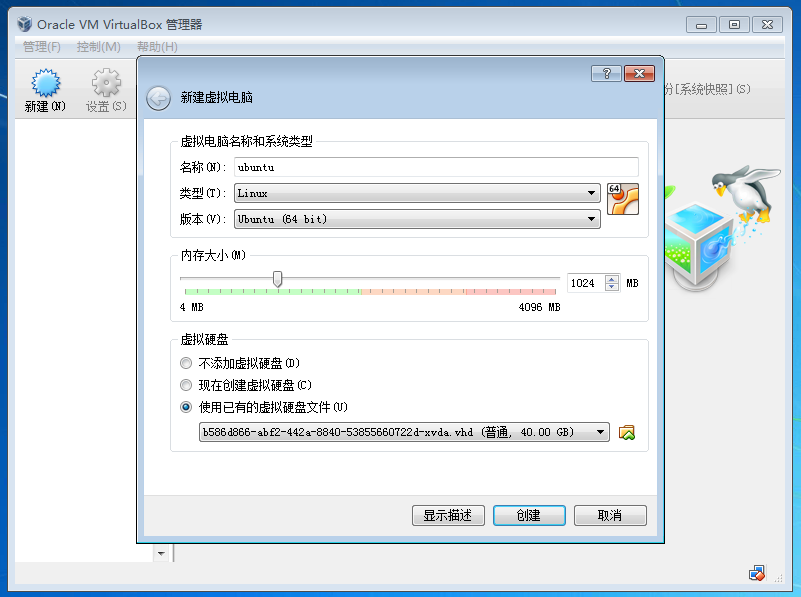 Oracle VM VirtualBox 管理器
管理(F) 控制(M) 帮助(H)
新建(N) 设置(S)
份[系统快照](S)
?
新建虚拟电脑
虚拟电脑名称和系统类型
名称(N): ubuntu
类型(T): Linux
64
版本(V): Ubuntu (64 bit)
内存大小(M)
1024 MB
4 MB 4096 MB
虚拟硬盘
不添加虚拟硬盘(D)
现在创建虚拟硬盘(C)
使用已有的虚拟硬盘文件(U)
b586d866-abf2-442a-8840-53855660722d-xvda.vhd (普通, 40.00 GB)
显示描述 创建 取消